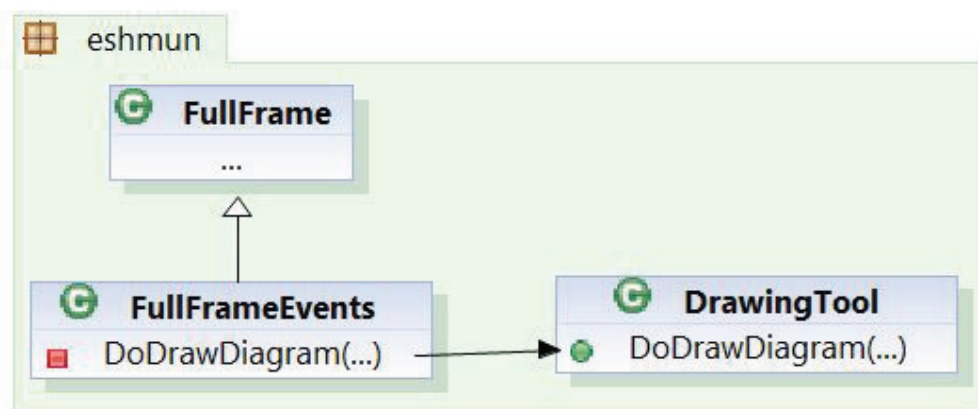 eshmun
FullFrame
...
FullFrameEvents
DoDrawDiagram(...)
DrawingTool
DoDrawDiagram(...)